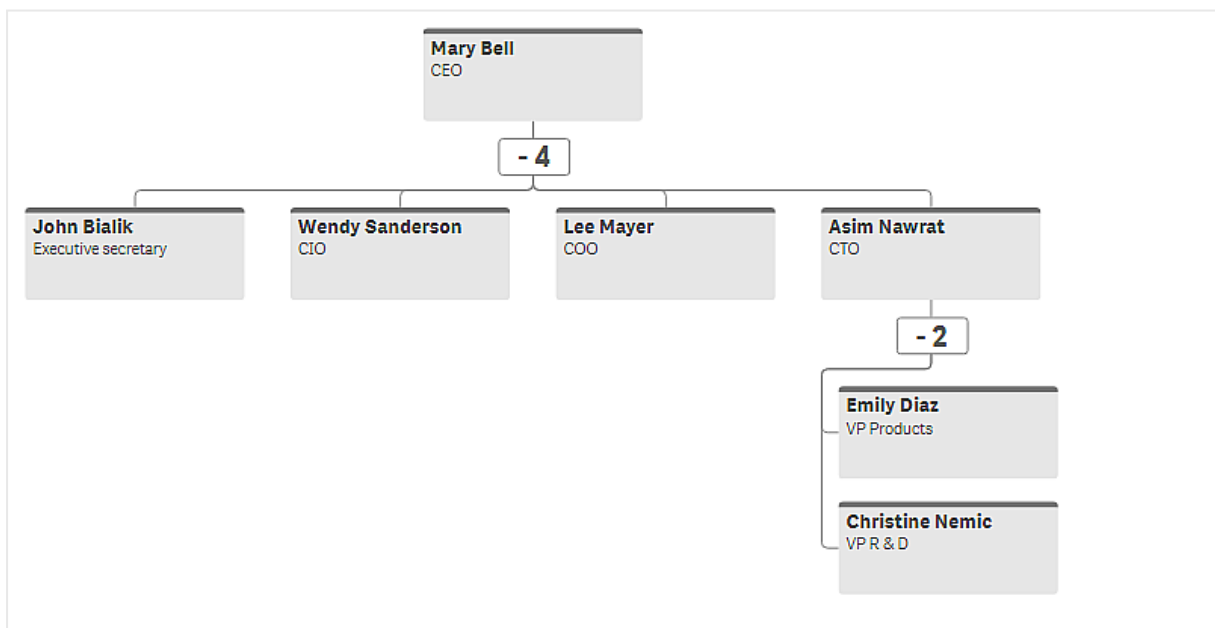 Mary Bell
CEO
- 4
John Bialik
Executive secretary
Wendy Sanderson
CIO
Lee Mayer
COO
Asim Nawrat
CTO
- 2
Emily Diaz
VP Products
Christine Nemic
VP R & D